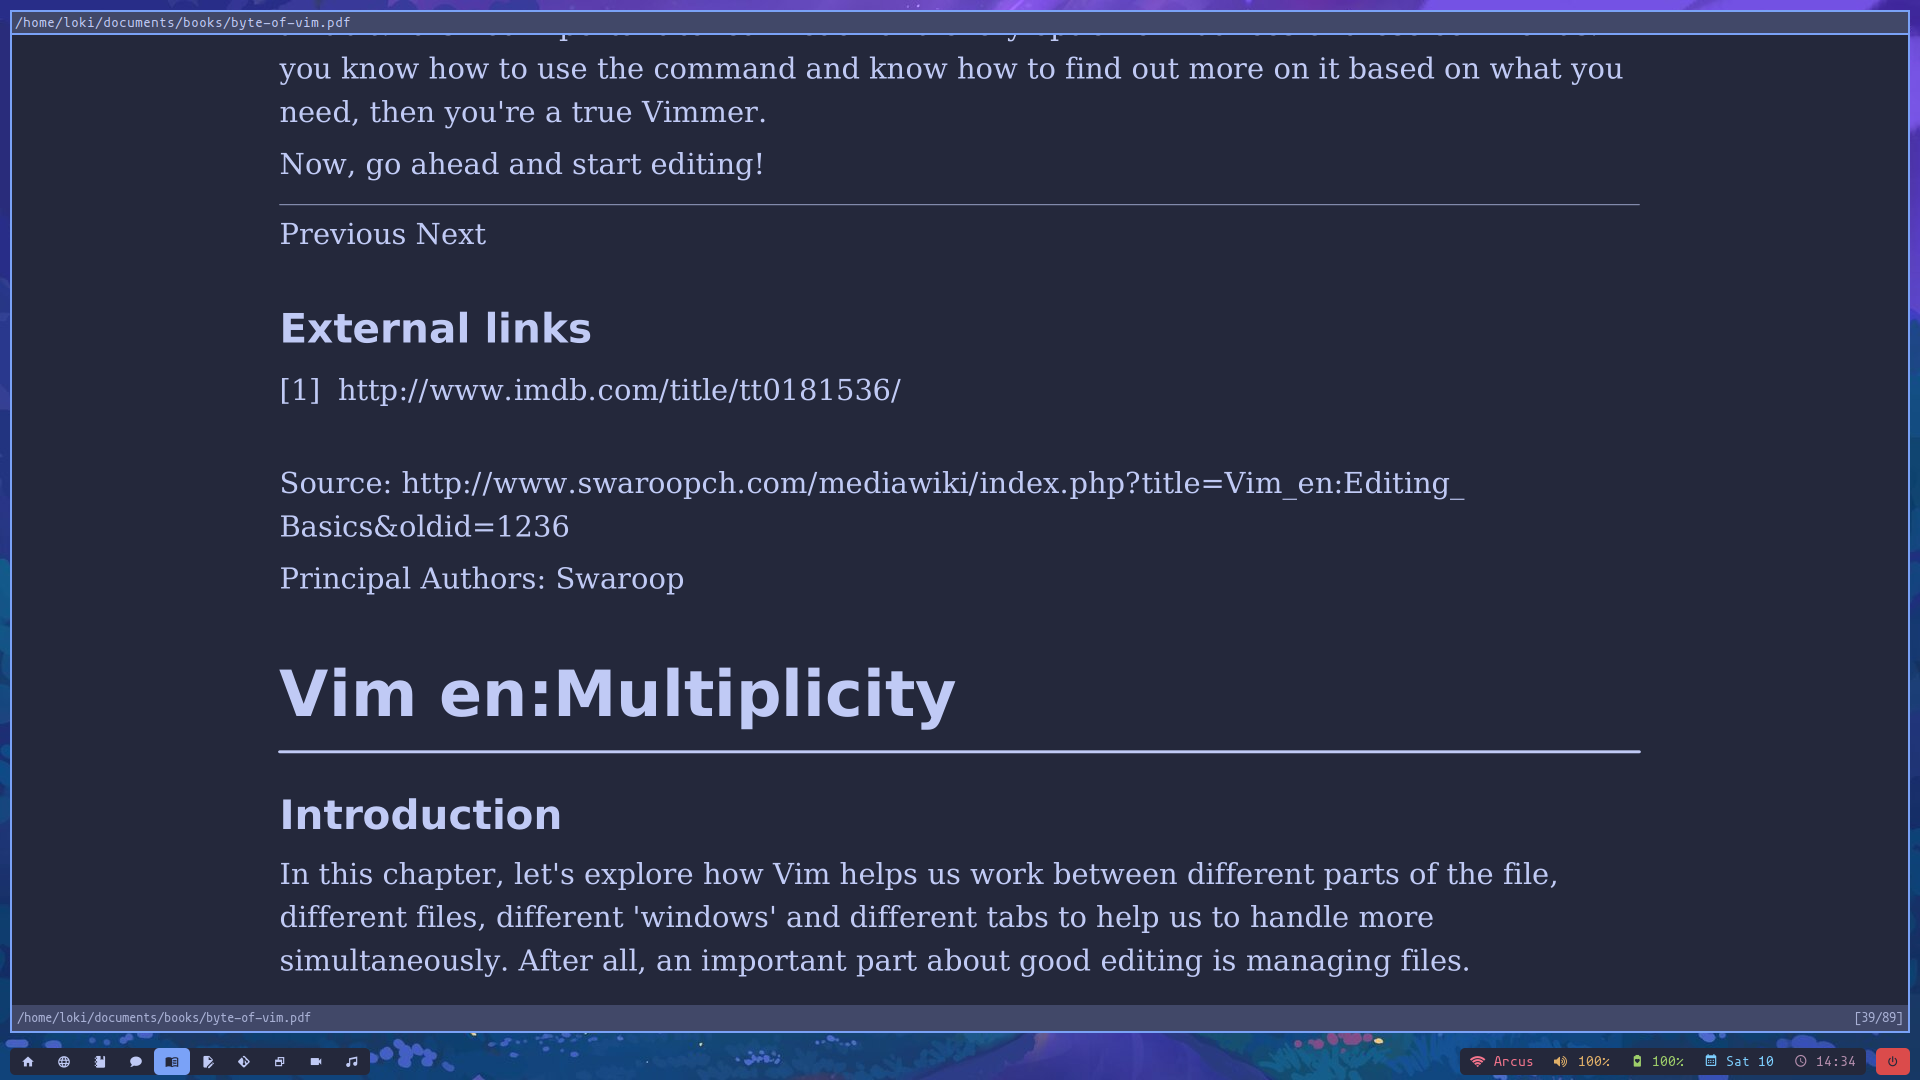 /home/loki/documents/books/byte-of-vim.pdf
you know how to use the command and know how to find out more on it based on what you
need, then you're a true Vimmer.
Now, go ahead and start editing!
Previous Next
External links
[1] http://www.imdb.com/title/tt0181536/
Source: http://www.swaroopch.com/mediawiki/index.php?title=Vim_en:Editing_
Basics&oldid=1236
Principal Authors: Swaroop
Vim en:Multiplicity
Introduction
In this chapter, let's explore how Vim helps us work between different parts of the file,
different files, different 'windows' and different tabs to help us to handle more
simultaneously. After all, an important part about good editing is managing files.
/home/loki/documents/books/byte-of-vim.pdf [39/89]
Arcus 100% 100% Sat 10 14:34